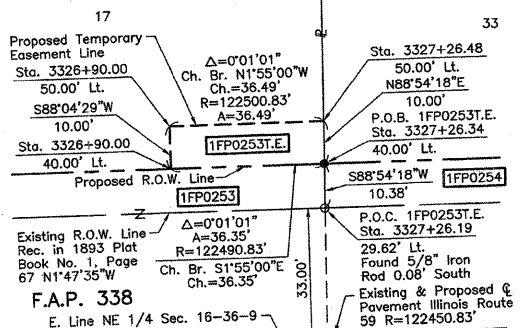 17
33
Proposed Temporary
Easement Line
Sta. 3326+90.00
50.00' Lt.
S88°04'29"W
10.00'
Sta. 3326+90.00
40.00' Lt.
Δ=0°01'01"
Ch. Br. N1°55'00"W
Ch.=36.49'
R=122500.83'
A=36.49'
1FP0253T.E.
Sta. 3327+26.48
50.00' Lt.
N88°54'18"E
10.00'
P.O.B. 1FP0253T.E.
Sta. 3327+26.34
40.00' Lt.
Proposed R.O.W. Line
1FP0253
S88°54'18"W
10.38'
1FP0254
Z
Existing R.O.W. Line
Rec. in 1893 Plat
Book No. 1, Page
67 N1°47'35"W
Δ=0°01'01"
A=36.35'
R=122490.83'
Ch. Br. S1°55'00"E
Ch.=36.35'
33.00'
P.O.C. 1FP0253T.E.
Sta. 3327+26.19
29.62' Lt.
Found 5/8" Iron
Rod 0.08' South
F.A.P. 338
E. Line NE 1/4 Sec. 16-36-9
Existing & Proposed ℄
Pavement Illinois Route
59 R=122450.83'